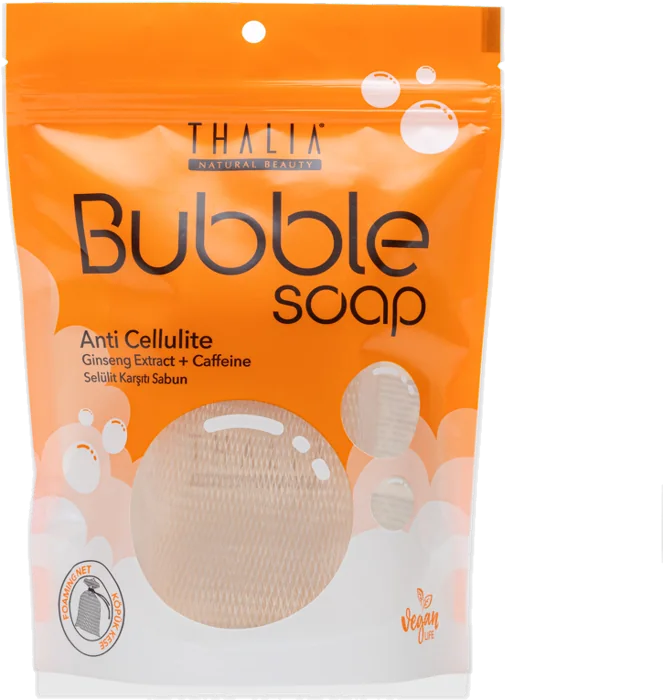 THALIA®
NATURAL BEAUTY
Bubble
soap
Anti Cellulite
Ginseng Extract + Caffeine
Selülit Karşıtı Sabun
FOAMING NET
KÖPÜK KESE
Vegan
LIFE